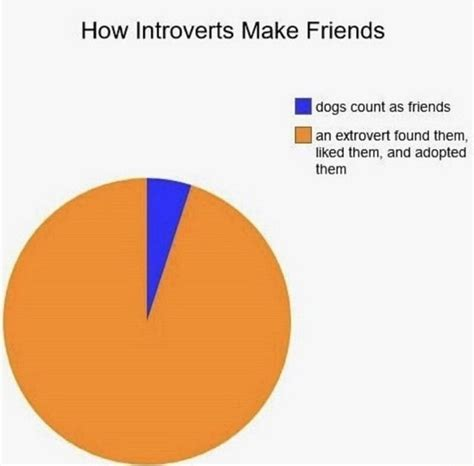 How Introverts Make Friends
dogs count as friends
an extrovert found them,
liked them, and adopted
them